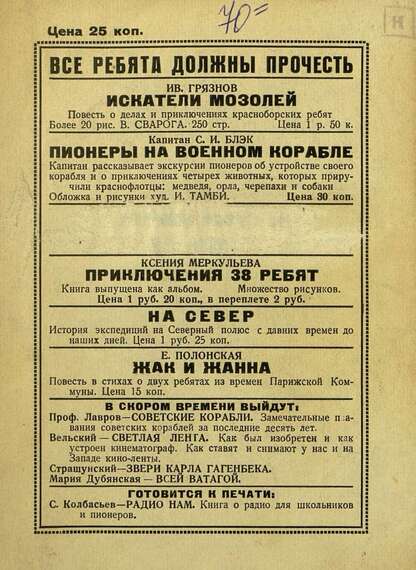 70=
Н
Цена 25 коп.
ВСЕ РЕБЯТА ДОЛЖНЫ ПРОЧЕСТЬ
ИВ. ГРЯЗНОВ
ИСКАТЕЛИ МОЗОЛЕЙ
Повесть о делах и приключениях красноборских ребят
Более 20 рис. В. СВАРОГА. 250 стр. Цена 1 р. 50 к.
Капитан С. И. БЛЭК
ПИОНЕРЫ НА ВОЕННОМ КОРАБЛЕ
Капитан рассказывает экскурсии пионеров об устройстве своего
корабля и о приключениях четырех животных, которых приру-
чили краснофлотцы: медведя, орла, черепахи и собаки
Обложка и рисунки худ. И. ТАМБИ. Цена 30 коп.
КСЕНИЯ МЕРКУЛЬЕВА
ПРИКЛЮЧЕНИЯ 38 РЕБЯТ
Книга выпущена как альбом. Множество рисунков.
Цена 1 руб. 20 коп., в переплете 2 руб.
НА СЕВЕР
История экспедиций на Северный полюс с давних времен до
наших дней. Цена 1 руб. 25 коп.
Е. ПОЛОНСКАЯ
ЖАК И ЖАННА
Повесть в стихах о двух ребятах из времен Парижской Ком-
муны. Цена 15 коп.
В СКОРОМ ВРЕМЕНИ ВЫЙДУТ:
Проф. Лавров—СОВЕТСКИЕ КОРАБЛИ. Замечательные п авания
вания советских кораблей за последние десять лет.
Вельский—СВЕТЛАЯ ЛЕНТА. Как был изобретен и как
устроен кинематограф. Как ставят и снимают у нас и на
Западе кино-ленты.
Стращунский—ЗВЕРИ КАРЛА ГАГЕНБЕКА.
Мария Дубянская—ВСЕЙ ВАТАГОЙ.
ГОТОВИТСЯ К ПЕЧАТИ:
С. Колбасьев—РАДИО НАМ. Книга о радио для школьников
и пионеров.